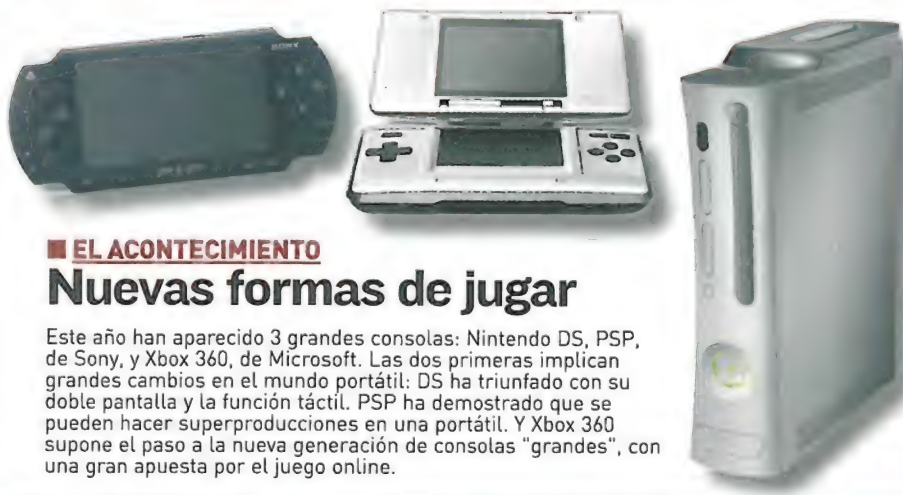 SONY
PSP
EL ACONTECIMIENTO
Nuevas formas de jugar
Este año han aparecido 3 grandes consolas: Nintendo DS, PSP,
de Sony, y Xbox 360, de Microsoft. Las dos primeras implican
grandes cambios en el mundo portátil: DS ha triunfado con su
doble pantalla y la función táctil. PSP ha demostrado que se
pueden hacer superproducciones en una portátil. Y Xbox 360
supone el paso a la nueva generación de consolas "grandes", con
una gran apuesta por el juego online.